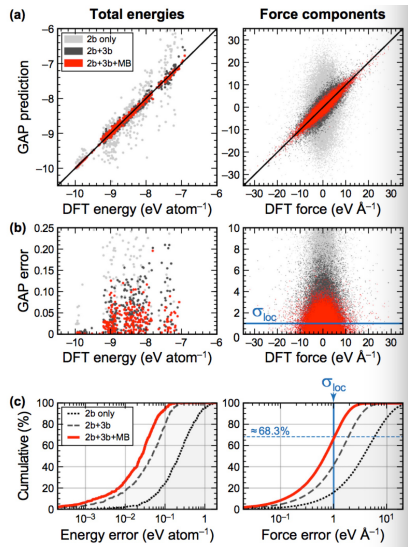 Total energies
Force components
(a)
2b only
2b+3b
2b+3b+MB
GAP prediction
−6
−7
−8
−9
−10
−10 −9 −8 −7 −6
DFT energy (eV atom−1)
30
20
10
0
−10
−20
−30
−30 −20 −10 0 10 20 30
DFT force (eV Å−1)
(b)
GAP error
0.25
0.20
0.15
0.10
0.05
0
−10 −9 −8 −7 −6
DFT energy (eV atom−1)
10
8
6
4
2
0
σloc
−30 −20 −10 0 10 20 30
DFT force (eV Å−1)
σloc
(c)
2b only
2b+3b
2b+3b+MB
Cumulative (%)
100
80
60
40
20
0
10−3 10−2 10−1 1
Energy error
100
80
60
40
20
0
≈68.3%
10−1 1 10+1
Force error